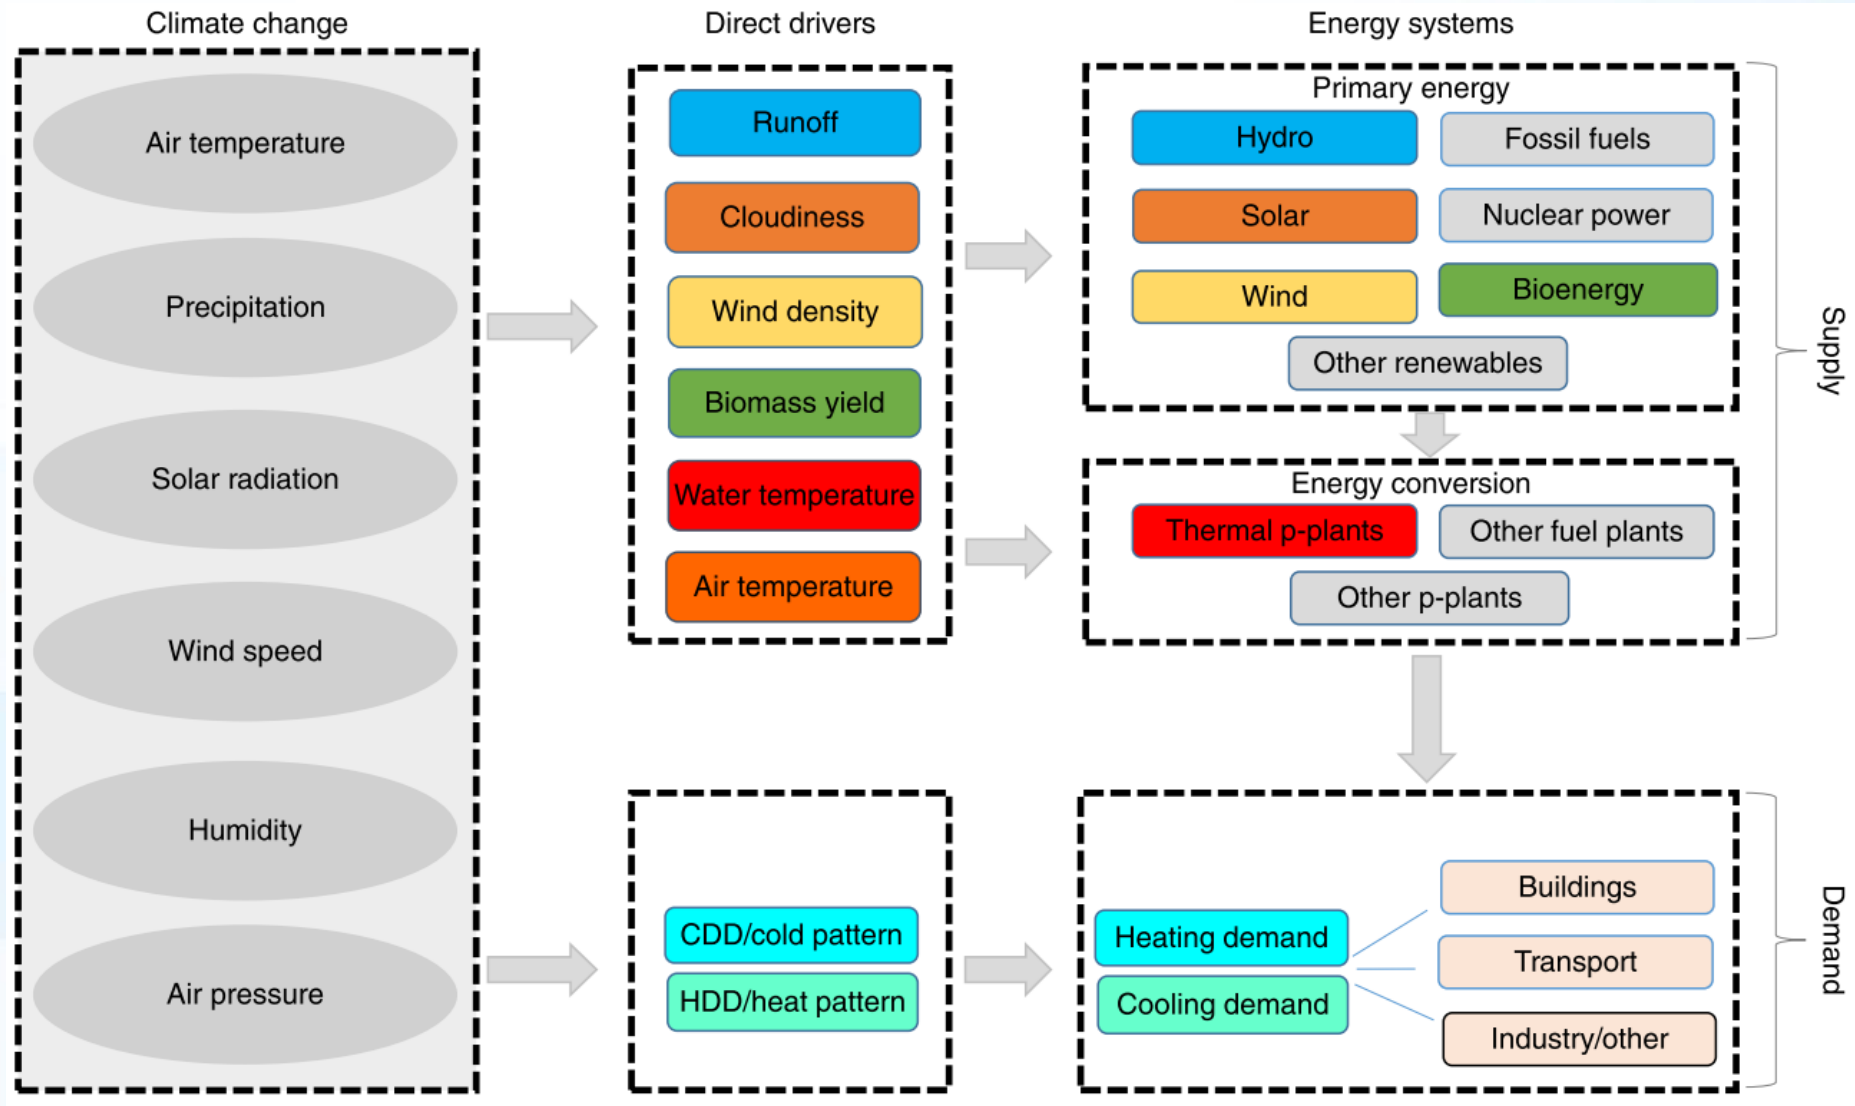 Climate change
Air temperature
Precipitation
Solar radiation
Wind speed
Humidity
Air pressure
Direct drivers
Runoff
Cloudiness
Wind density
Biomass yield
Water temperature
Air temperature
CDD/cold pattern
HDD/heat pattern
Energy systems
Primary energy
Hydro
Fossil fuels
Solar
Nuclear power
Wind
Bioenergy
Other renewables
Energy conversion
Thermal p-plants
Other fuel plants
Other p-plants
Supply
Heating demand
Cooling demand
Buildings
Transport
Industry/other
Demand